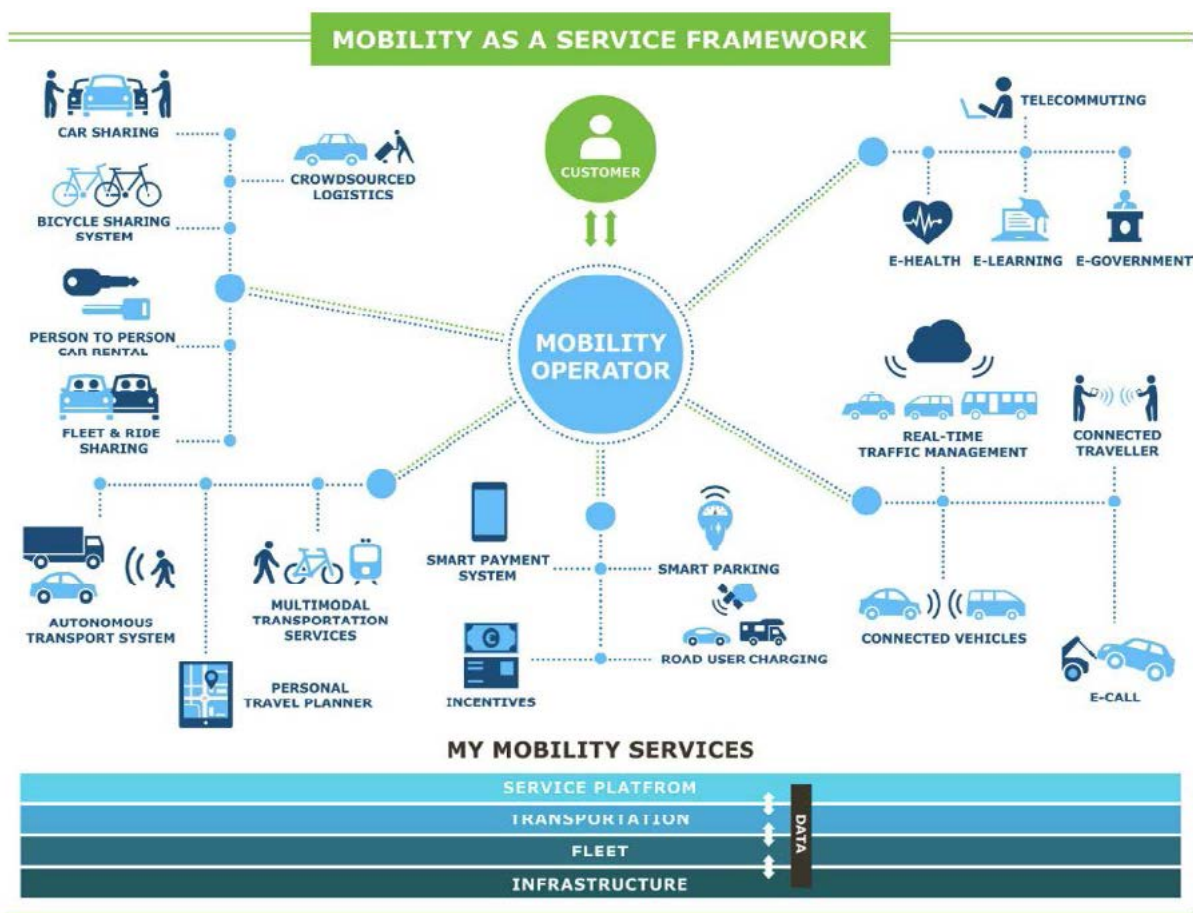 MOBILITY AS A SERVICE FRAMEWORK
CAR SHARING
BICYCLE SHARING
SYSTEM
PERSON TO PERSON
CAR RENTAL
FLEET & RIDE
SHARING
CROWDSOURCED
LOGISTICS
CUSTOMER
MOBILITY
OPERATOR
TELECOMMUTING
E-HEALTH
E-LEARNING
E-GOVERNMENT
REAL-TIME
TRAFFIC MANAGEMENT
CONNECTED
TRAVELLER
CONNECTED VEHICLES
E-CALL
AUTONOMOUS
TRANSPORT SYSTEM
MULTIMODAL
TRANSPORTATION
SERVICES
PERSONAL
TRAVEL PLANNER
SMART PAYMENT
SYSTEM
SMART PARKING
€
INCENTIVES
ROAD USER CHARGING
MY MOBILITY SERVICES
SERVICE PLATFROM
TRANSPORTATION
FLEET
INFRASTRUCTURE
DATA